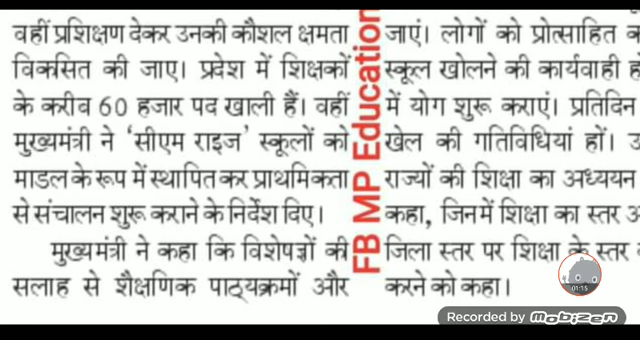 वहीं प्रशिक्षण देकर उनकी कौशल क्षमता
विकसित की जाए। प्रदेश में शिक्षकों
के करीब 60 हजार पद खाली हैं। वहीं
मुख्यमंत्री ने ‘सीएम राइज’ स्कूलों को
माडल के रूप में स्थापित कर प्राथमिकता
से संचालन शुरू कराने के निर्देश दिए।
मुख्यमंत्री ने कहा कि विशेषज्ञों की
सलाह से शैक्षणिक पाठ्यक्रमों और
FB MP Education
जाएं। लोगों को प्रोत्साहित
स्कूल खोलने की कार्यवाही
में योग शुरू कराएं। प्रतिदिन
खेल की गतिविधियां हों।
राज्यों की शिक्षा का अध्ययन
कहा, जिनमें शिक्षा का स्तर
जिला स्तर पर शिक्षा के स्तर
करने को कहा।
01:15
Recorded by Mobizen